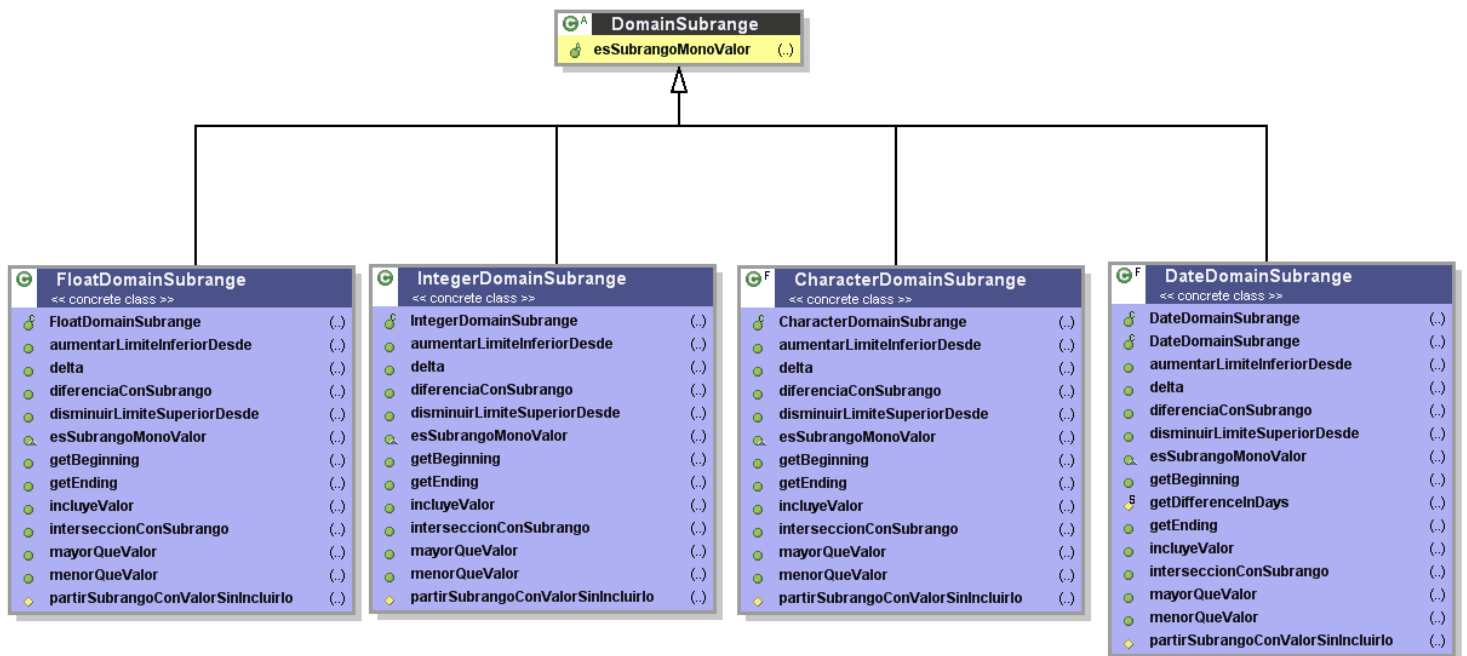 DomainSubrange
esSubrangoMonoValor (..)
FloatDomainSubrange
<< concrete class >>
FloatDomainSubrange (..)
aumentarLimiteInferiorDesde (..)
delta (..)
diferenciaConSubrango (..)
disminuirLimiteSuperiorDesde (..)
esSubrangoMonoValor (..)
getBeginning (..)
getEnding (..)
incluyeValor (..)
interseccionConSubrango (..)
mayorQueValor (..)
menorQueValor (..)
partirSubrangoConValorSinIncluirlo (..)
IntegerDomainSubrange
<< concrete class >>
IntegerDomainSubrange (..)
aumentarLimiteInferiorDesde (..)
delta (..)
diferenciaConSubrango (..)
disminuirLimiteSuperiorDesde (..)
esSubrangoMonoValor (..)
getBeginning (..)
getEnding (..)
incluyeValor (..)
interseccionConSubrango (..)
mayorQueValor (..)
menorQueValor (..)
partirSubrangoConValorSinIncluirlo (..)
CharacterDomainSubrange
<< concrete class >>
CharacterDomainSubrange (..)
aumentarLimiteInferiorDesde (..)
delta (..)
diferenciaConSubrango (..)
disminuirLimiteSuperiorDesde (..)
esSubrangoMonoValor (..)
getBeginning (..)
getEnding (..)
incluyeValor (..)
interseccionConSubrango (..)
mayorQueValor (..)
menorQueValor (..)
partirSubrangoConValorSinIncluirlo (..)
DateDomainSubrange
<< concrete class >>
DateDomainSubrange (..)
DateDomainSubrange (..)
aumentarLimiteInferiorDesde (..)
delta (..)
diferenciaConSubrango (..)
disminuirLimiteSuperiorDesde (..)
esSubrangoMonoValor (..)
getBeginning (..)
getDifferenceInDays (..)
getEnding (..)
incluyeValor (..)
interseccionConSubrango (..)
mayorQueValor (..)
menorQueValor (..)
partirSubrangoConValorSinIncluirlo (..)